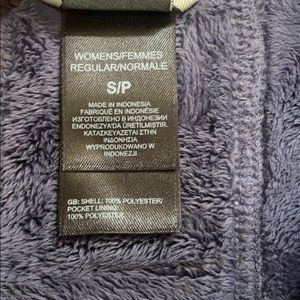 WOMENS/FEMMES
REGULAR/NORMALE
S/P
MADE IN INDONESIA
FABRIQUÉ EN INDONÉSIE
ИЗГОТОВЛЕНО В ИНДОНЕЗИИ
ENDONEZYA'DA ÜRETILMIŞTIR.
ΚΑΤΑΣΚΕΥΑΖΕΤΑΙ ΣΤΗΝ
ΙΝΔΟΝΗΣΙΑ
WYPRODUKOWANO W
INDONEZJI
GB: SHELL: 100% POLYESTER/
POCKET LINING:
100% POLYESTER